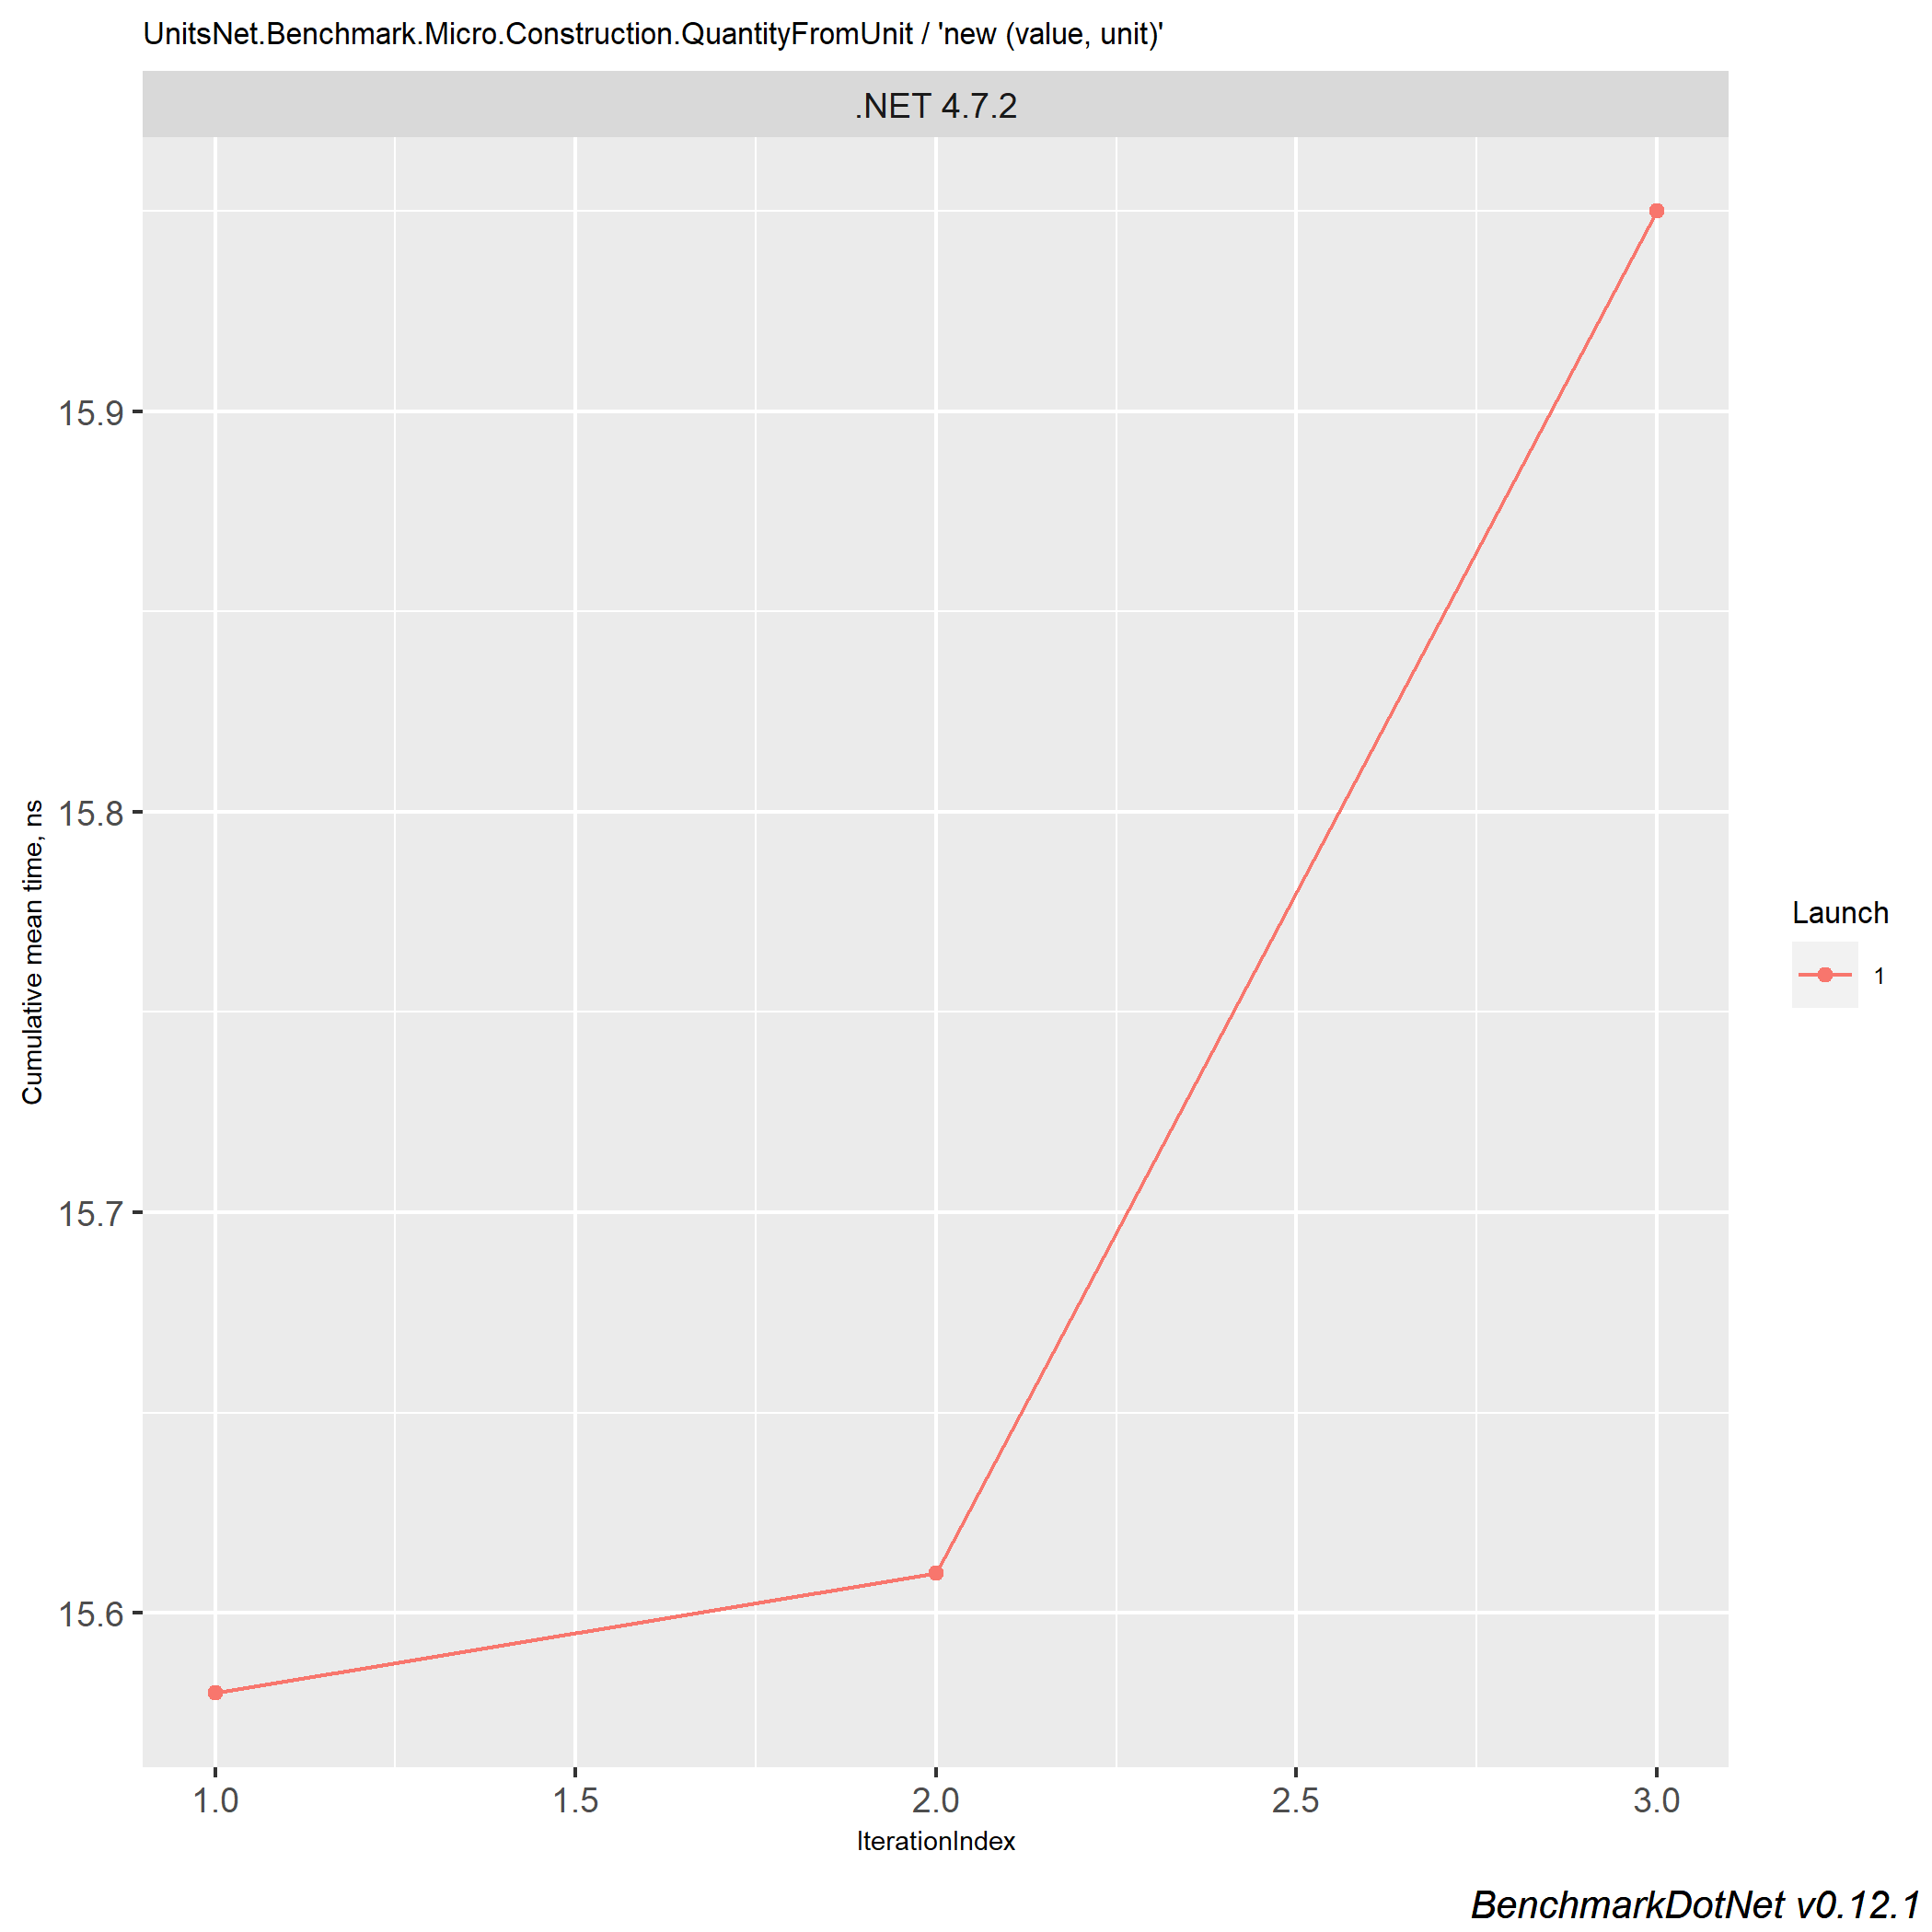 UnitsNet.Benchmark.Micro.Construction.QuantityFromUnit / 'new (value, unit)'
.NET 4.7.2
15.9
15.8
15.7
15.6
Cumulative mean time, ns
1.0 1.5 2.0 2.5 3.0
IterationIndex
Launch
1
BenchmarkDotNet v0.12.1